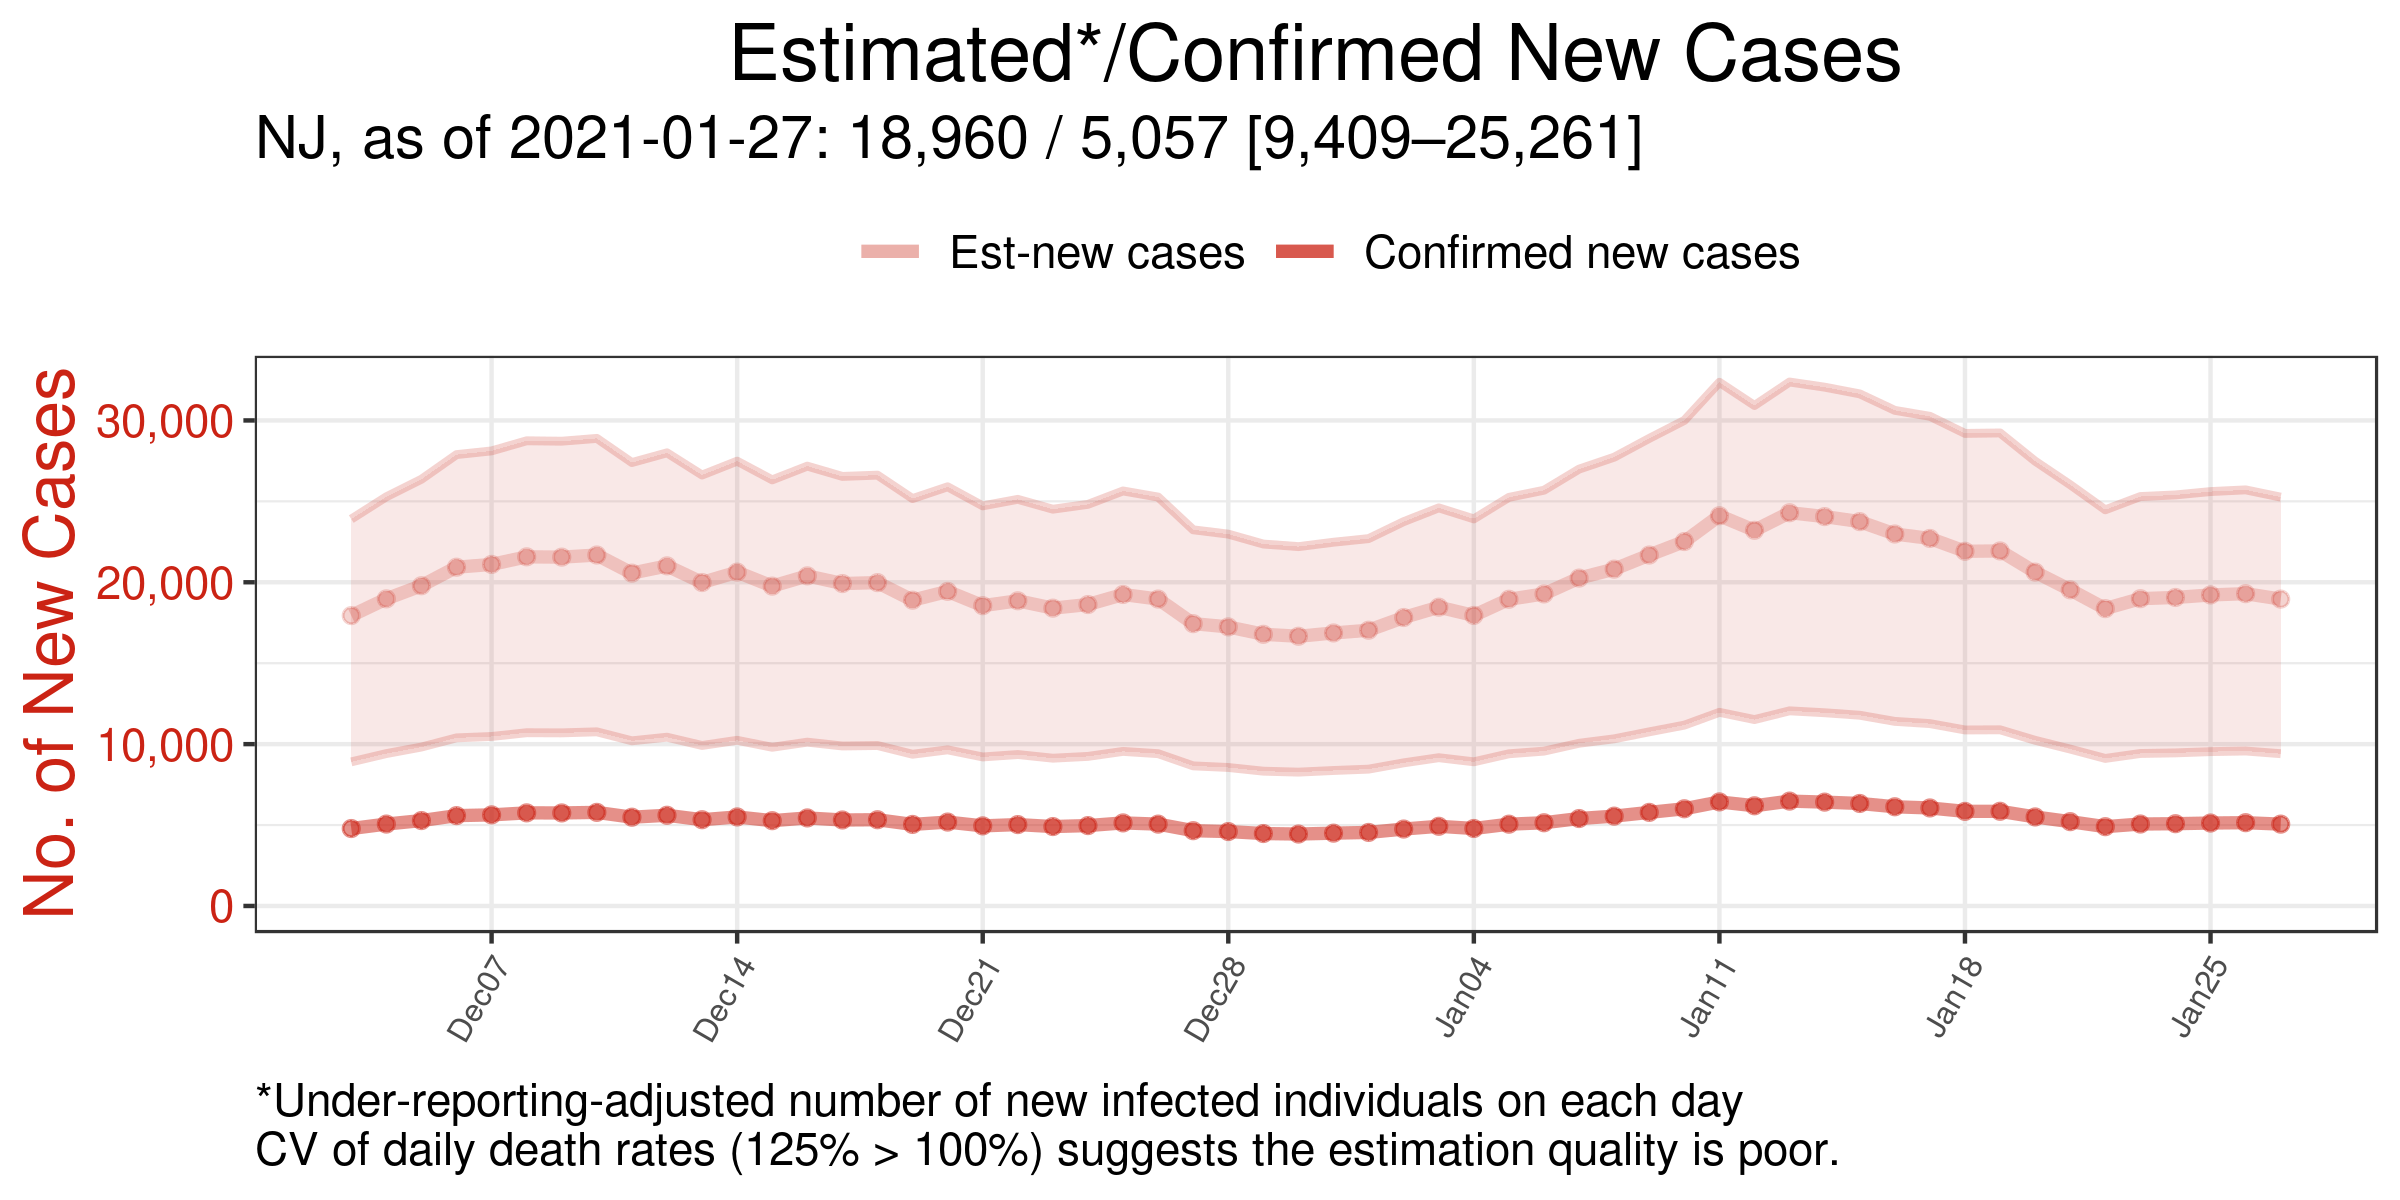 Estimated*/Confirmed New Cases
NJ, as of 2021-01-27: 18,960 / 5,057 [9,409–25,261]
Est-new cases
Confirmed new cases
No. of New Cases
30,000
20,000
10,000
0
Dec07
Dec14
Dec21
Dec28
Jan04
Jan11
Jan18
Jan25
*Under-reporting-adjusted number of new infected individuals on each day
CV of daily death rates (125% > 100%) suggests the estimation quality is poor.